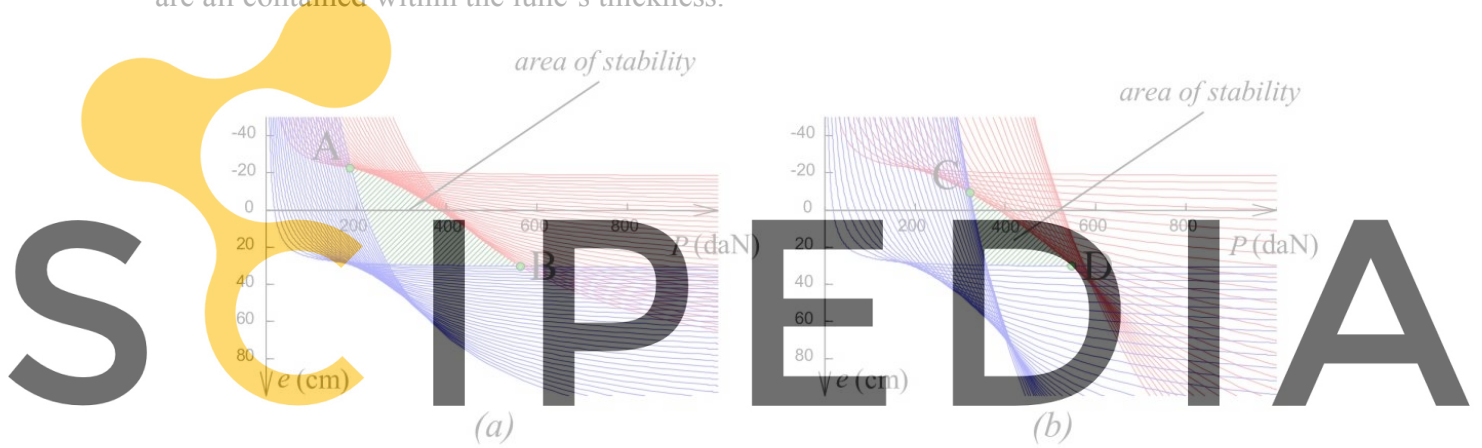 are all contained within the lune's thickness.
area of stability
area of stability
-40
-20
0
20
40
60
80
200
400
600
800
A
B
P (daN)
e (cm)
(a)
-40
-20
0
20
40
60
80
200
400
600
800
C
D
P (daN)
e (cm)
(b)
SCIPEDIA